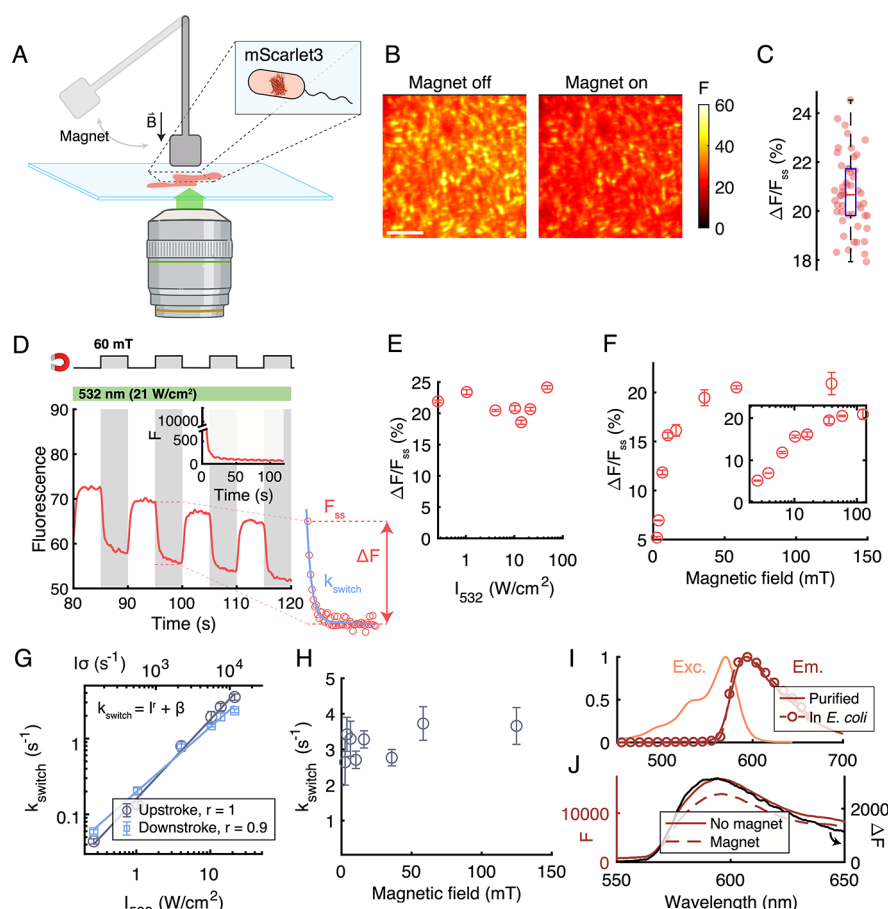 A
mScarlet3
B⃗
Magnet
B
Magnet off
Magnet on
F
60
40
20
0
C
ΔF/Fss (%)
24
22
20
18
D
60 mT
532 nm (21 W/cm²)
Fluorescence
90
80
70
60
50
80
90
100
110
120
Time (s)
F
10000
500
0
0
50
100
Time (s)
Fss
ΔF
kswitch
E
ΔF/Fss (%)
25
20
15
10
5
0
1
10
100
I532 (W/cm²)
F
ΔF/Fss (%)
20
15
10
5
0
50
100
150
Magnetic field (mT)
20
10
0
10
100
G
Iσ (s⁻¹)
10³
10⁴
kswitch = Iʳ + β
kswitch (s⁻¹)
1
0.1
Upstroke, r = 1
Downstroke, r = 0.9
1
10
I532 (W/cm²)
H
kswitch (s⁻¹)
5
4
3
2
1
0
50
100
150
Magnetic field (mT)
I
Exc.
Em.
1
0.5
0
Purified
In E. coli
500
600
700
J
F
10000
0
No magnet
Magnet
2000
0
ΔF
550
600
650
Wavelength (nm)